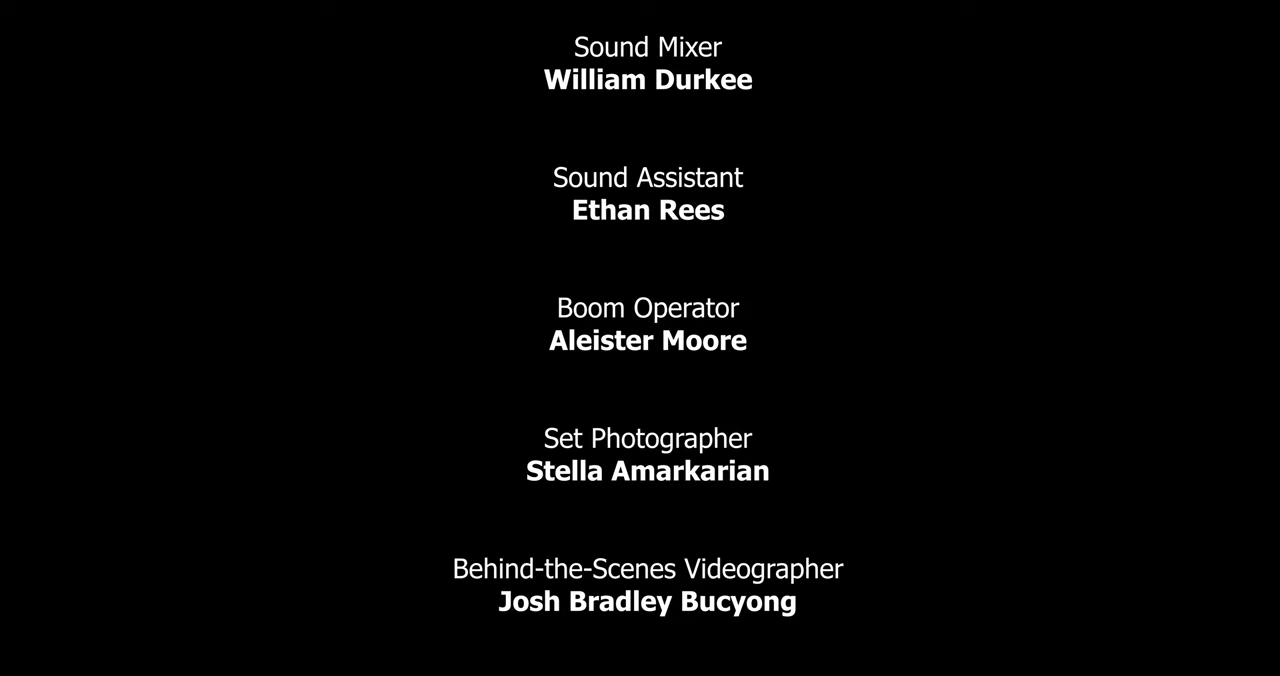 Sound Mixer
William Durkee
Sound Assistant
Ethan Rees
Boom Operator
Aleister Moore
Set Photographer
Stella Amarkarian
Behind-the-Scenes Videographer
Josh Bradley Bucyong